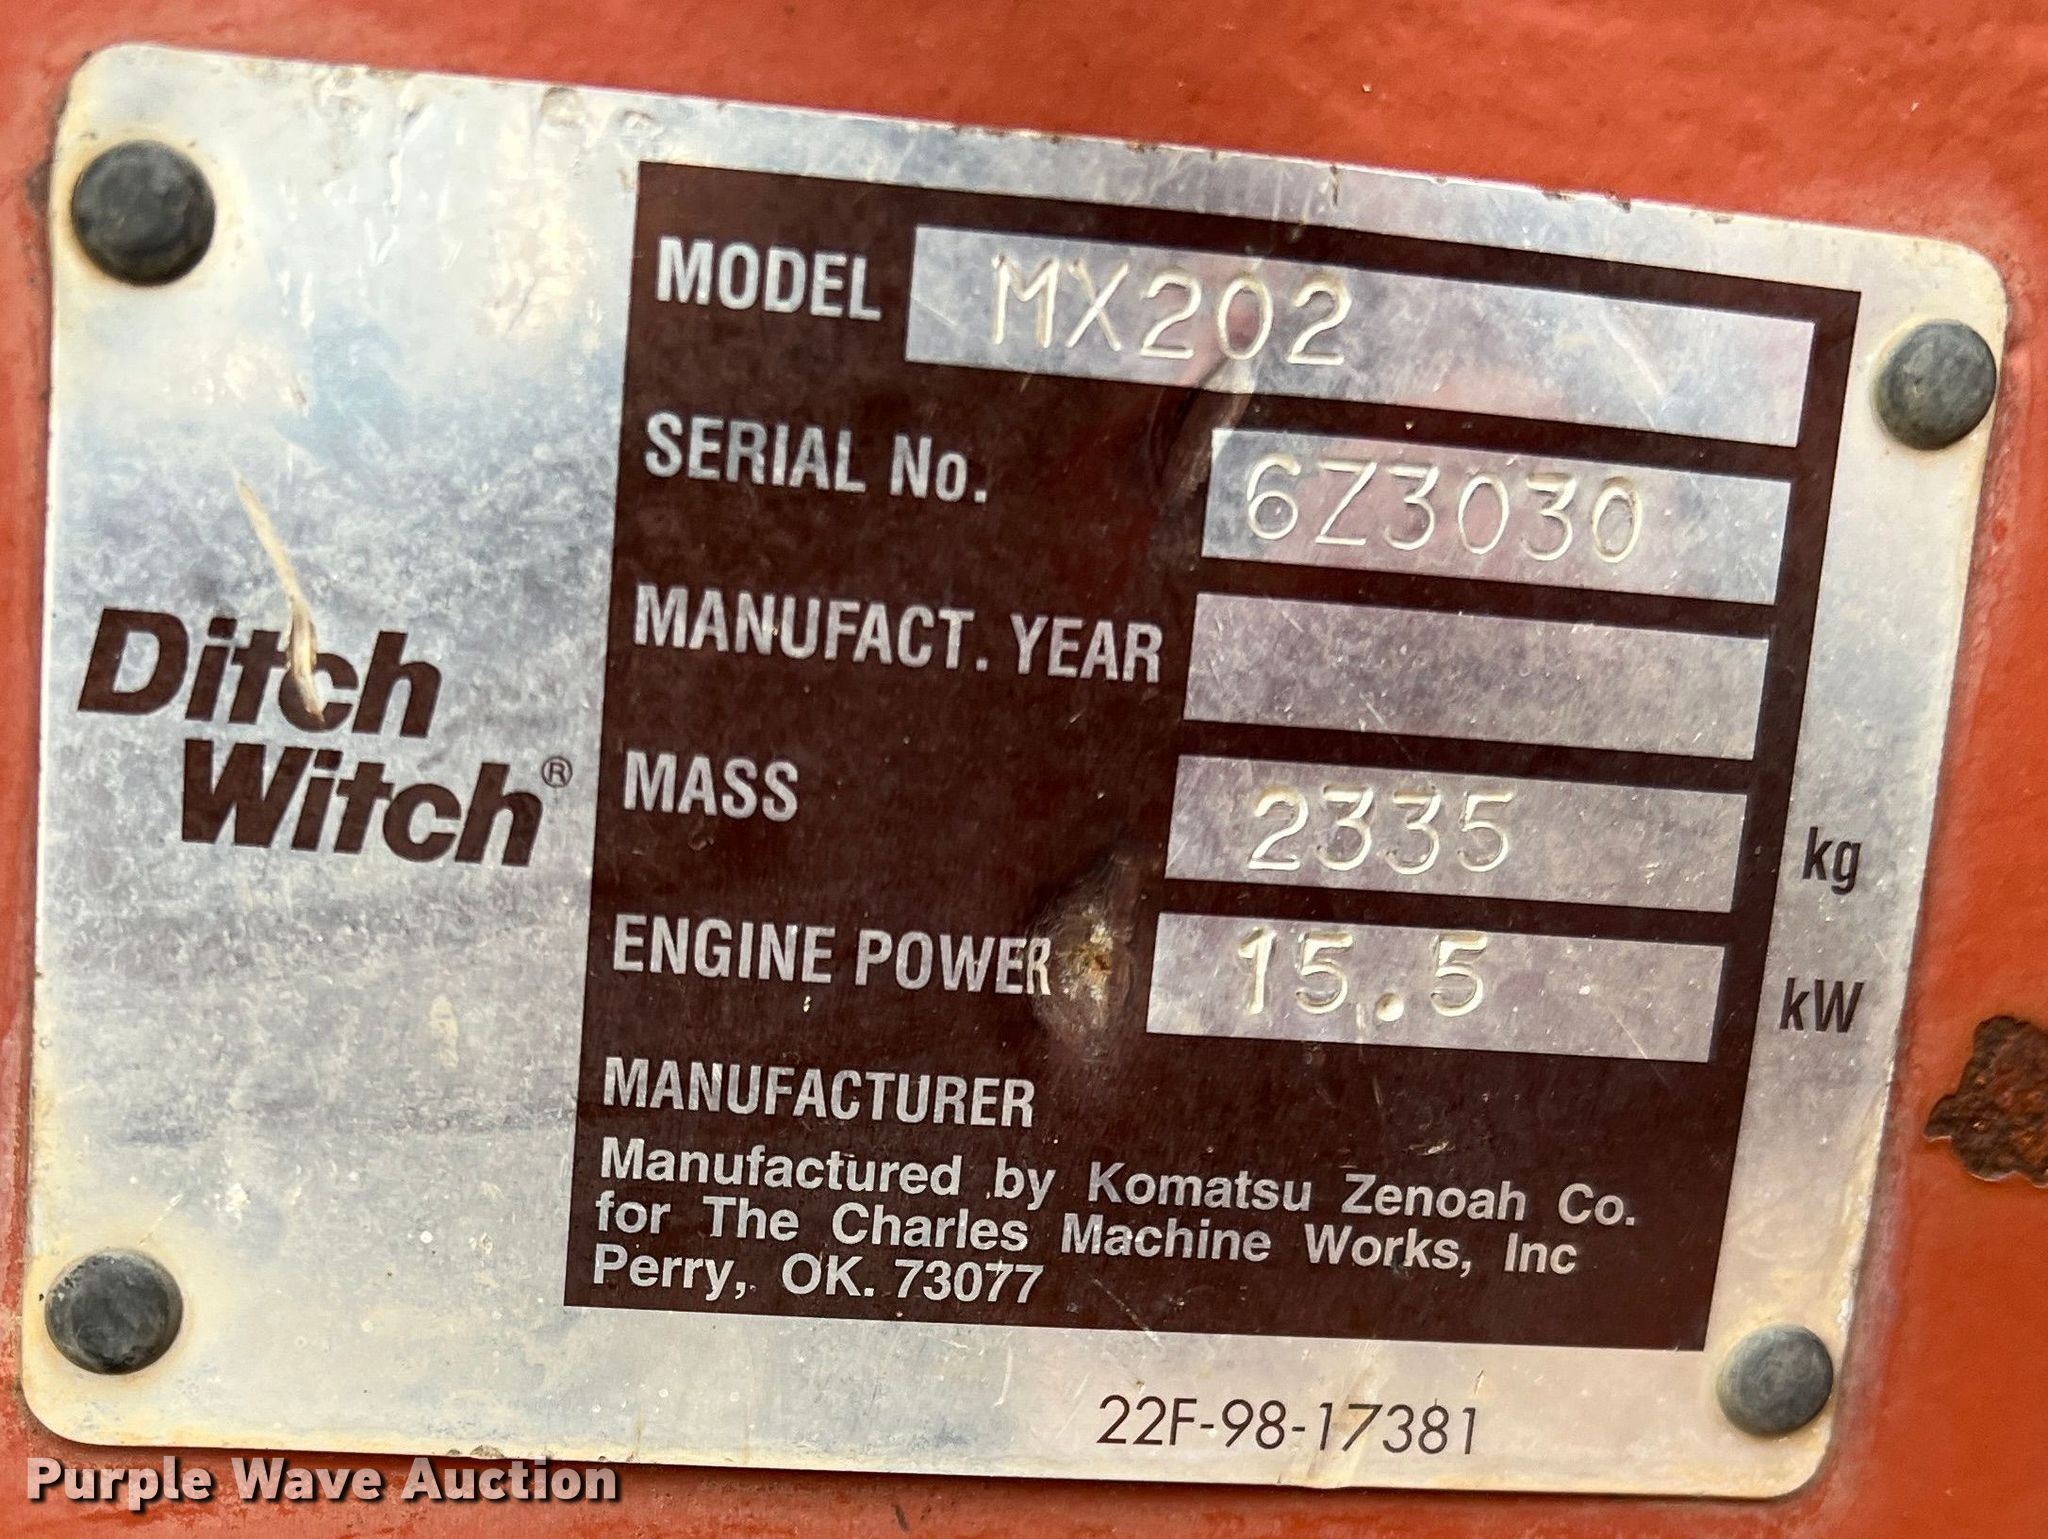 Ditch
Witch®
MODEL MX202
SERIAL No. 6Z3030
MANUFACT. YEAR
MASS 2335 kg
ENGINE POWER 15.5 kW
MANUFACTURER
Manufactured by Komatsu Zenoah Co.
for The Charles Machine Works, Inc
Perry, OK. 73077
22F-98-17381
Purple Wave Auction